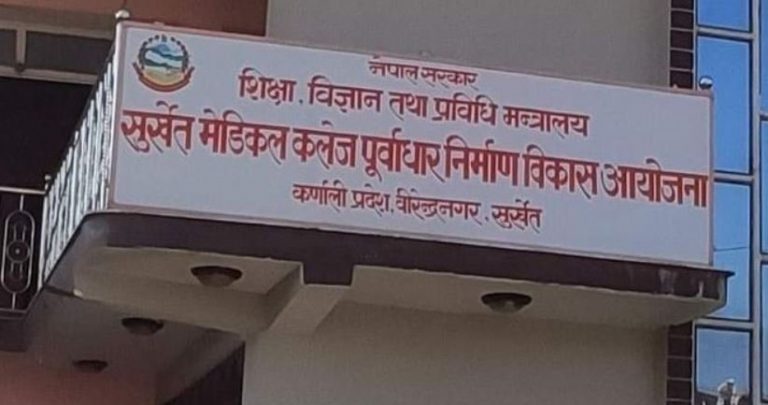 नेपाल सरकार
शिक्षा, विज्ञान तथा प्रविधि मन्त्रालय
सुर्खेत मेडिकल कलेज पूर्वाधार निर्माण विकास आयोजना
कर्णाली प्रदेश, वीरेन्द्रनगर, सुर्खेत